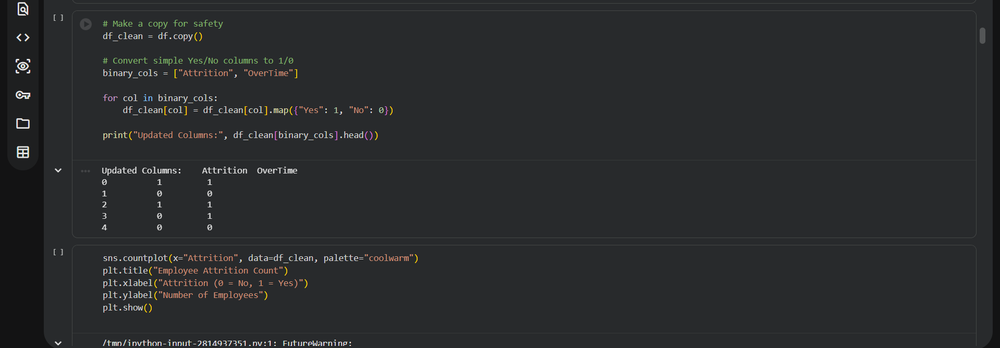 [ ]
# Make a copy for safety
df_clean = df.copy()
# Convert simple Yes/No columns to 1/0
binary_cols = ["Attrition", "OverTime"]
for col in binary_cols:
    df_clean[col] = df_clean[col].map({"Yes": 1, "No": 0})
print("Updated Columns:", df_clean[binary_cols].head())
Updated Columns:    Attrition  OverTime
0          1         1
1          0         0
2          1         1
3          0         1
4          0         0
[ ]
sns.countplot(x="Attrition", data=df_clean, palette="coolwarm")
plt.title("Employee Attrition Count")
plt.xlabel("Attrition (0 = No, 1 = Yes)")
plt.ylabel("Number of Employees")
plt.show()
/tmp/ipython-input-2814937351.py:1: FutureWarning: